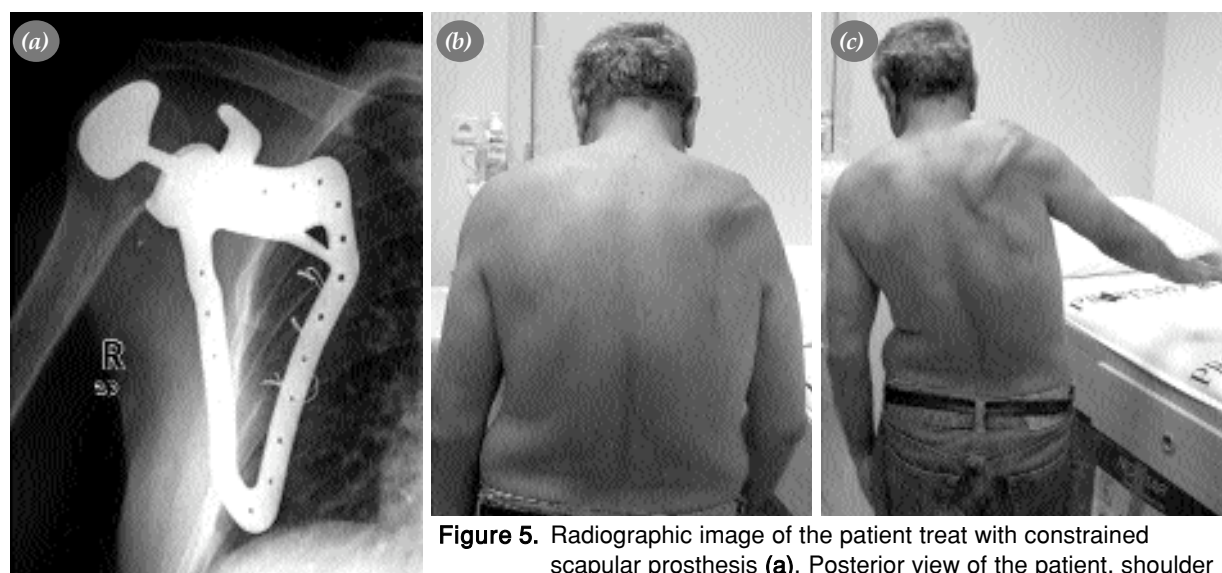 (a)
(b)
(c)
R
Figure 5. Radiographic image of the patient treat with constrained
scapular prosthesis (a). Posterior view of the patient, shoulder